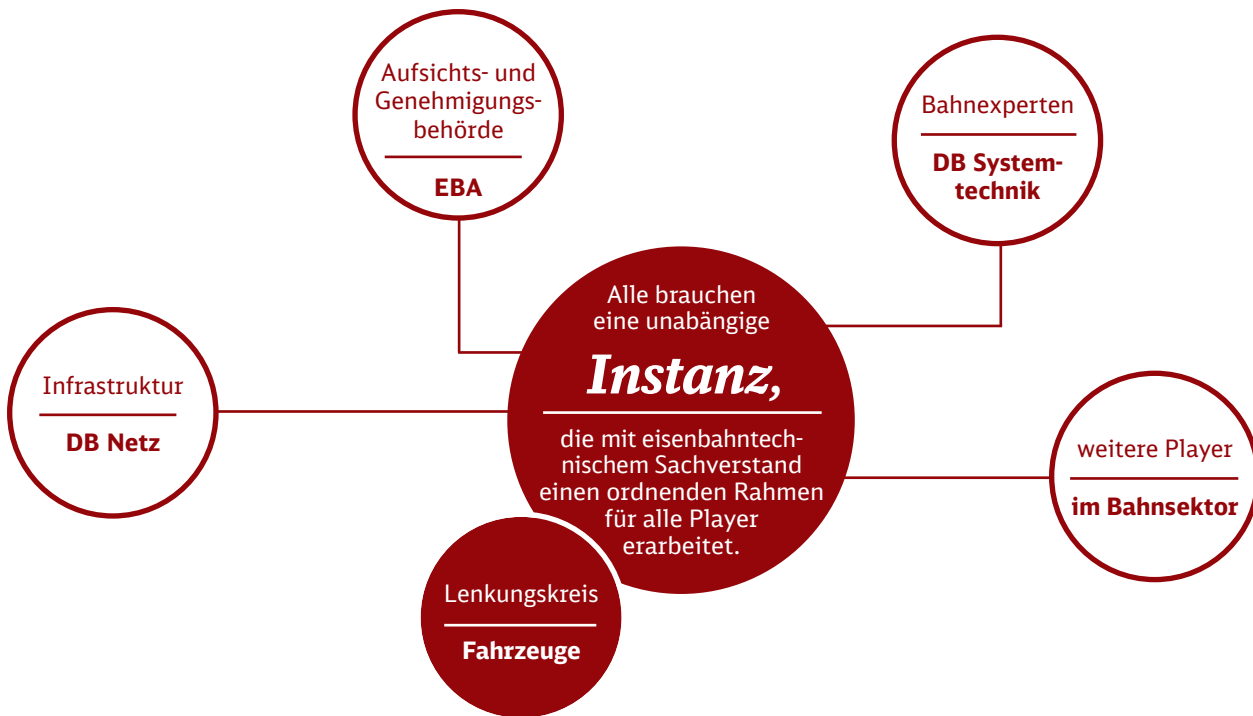 Aufsichts- und
Genehmigungs-
behörde
EBA
Bahnexperten
DB System-
technik
Alle brauchen
eine unabängige
Instanz,
die mit eisenbahntech-
nischem Sachverstand
einen ordnenden Rahmen
für alle Player
erarbeitet.
Infrastruktur
DB Netz
weitere Player
im Bahnsektor
Lenkungskreis
Fahrzeuge